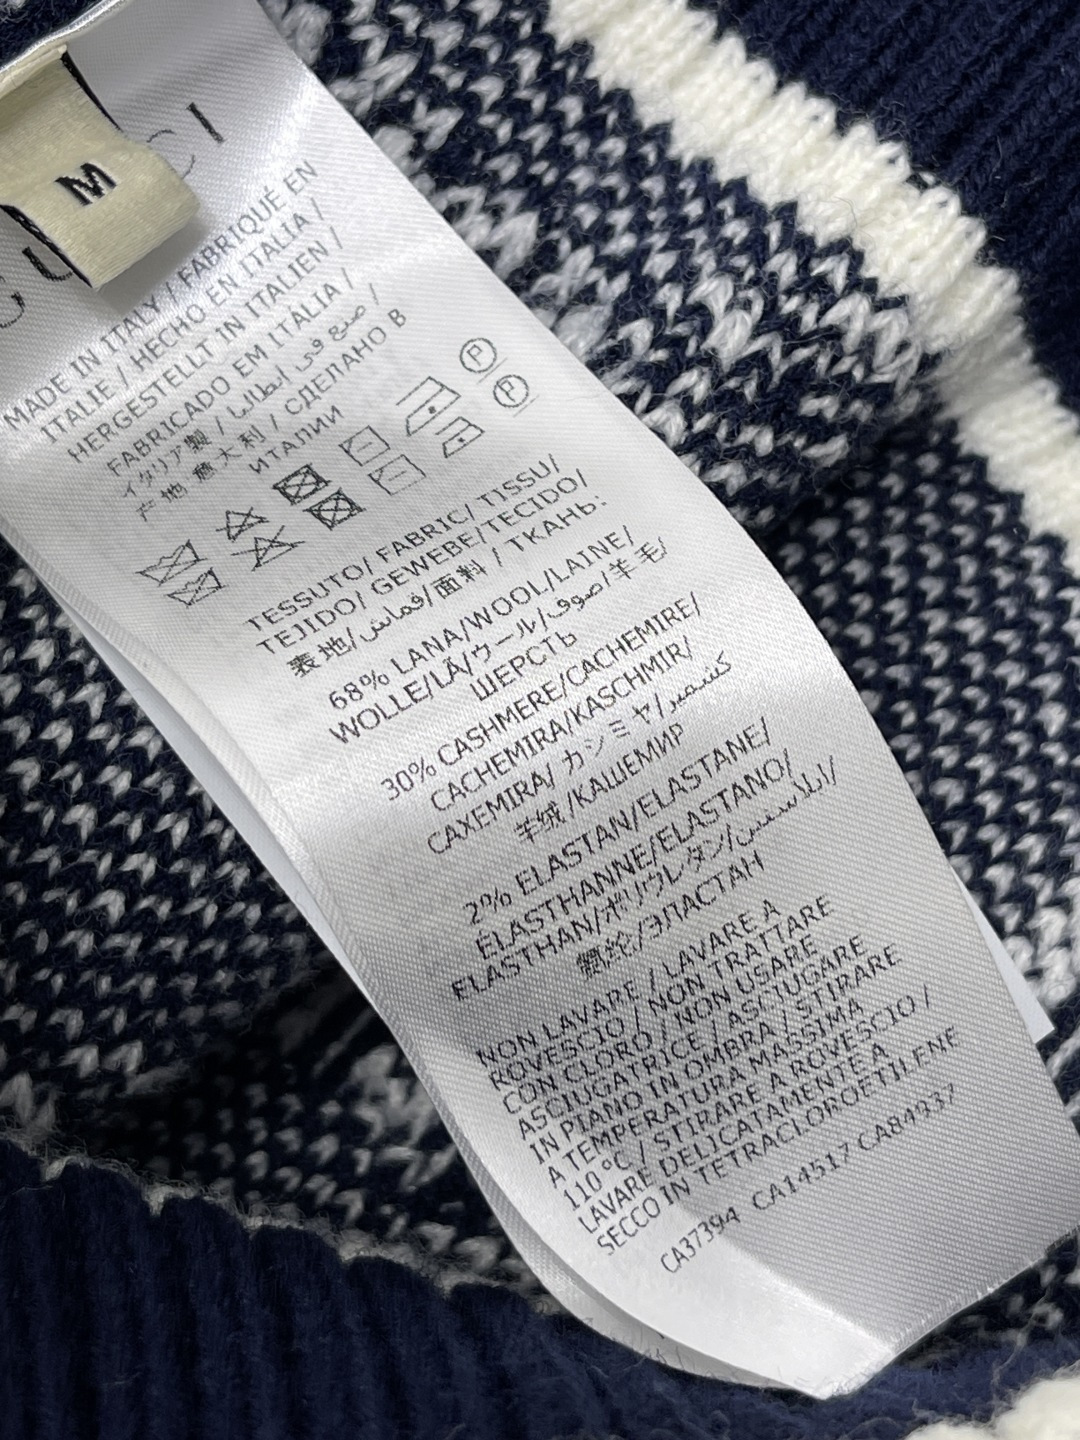 M
MADE IN ITALY / FABRIQUÉ EN
ITALIE / HECHO EN ITALIA /
HERGESTELLT IN ITALIEN /
FABRICADO EM ITÁLIA /
イタリア製 / صنع في إيطاليا /
产地 意大利 / СДЕЛАНО В
ИТАЛИИ
P
P
TESSUTO/ FABRIC/ TISSU/
TEJIDO/ GEWEBE/TECIDO/
表地/قماش/面料 / ТКАНЬ:
68% LANA/WOOL/LAINE/
WOLLE/LÃ/ウール/صوف/羊毛/
ШЕРСТЬ
30% CASHMERE/CACHEMIRE/
CACHEMIRA/KASCHMIR/
CAXEMIRA/カシミヤ/كشمير/
羊绒/КАШЕМИР
2% ELASTAN/ELASTANE/
ELASTHANNE/ELASTANO/
ELASTHAN/ポリウレタン/إيلاستين/
氨纶/ЭЛАСТАН
NON LAVARE / LAVARE A
ROVESCIO / NON TRATTARE
CON CLORO / NON USARE
ASCIUGATRICE / ASCIUGARE
IN PIANO IN OMBRA / STIRARE
A TEMPERATURA MASSIMA
110 °C / STIRARE A ROVESCIO /
LAVARE DELICATAMENTE A
SECCO IN TETRACLOROETILENE
CA37394 CA14517 CA84937